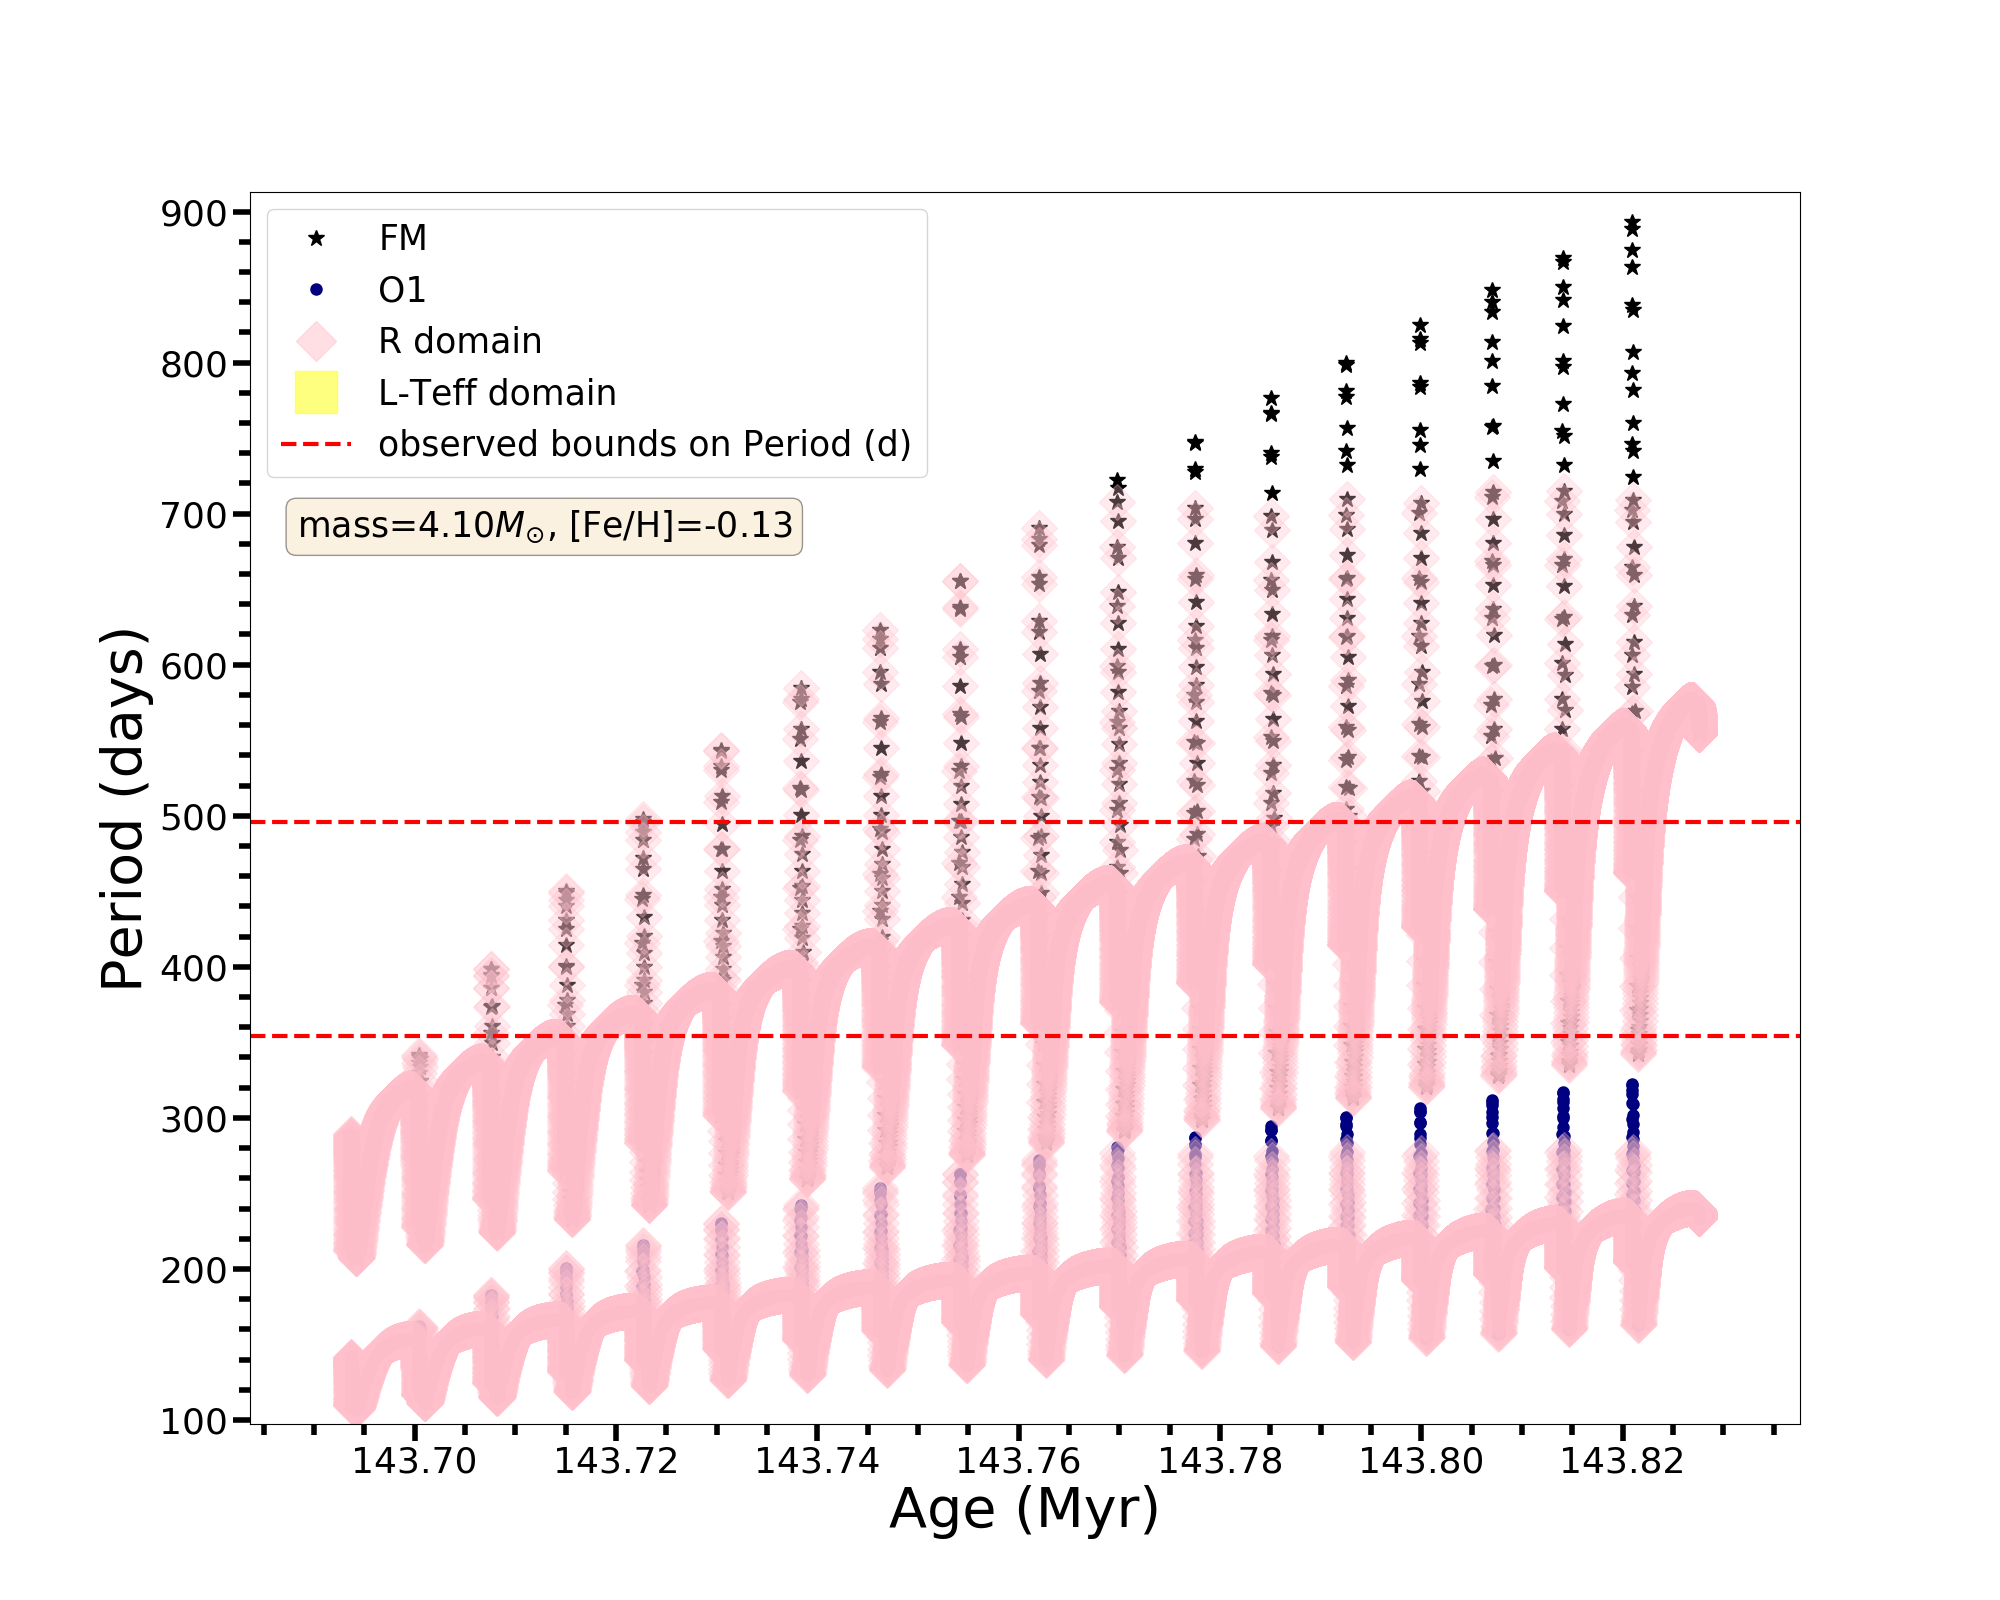 900
800
700
600
500
400
300
200
100
Period (days)
FM
O1
R domain
L-Teff domain
observed bounds on Period (d)
mass=4.10M⊙, [Fe/H]=-0.13
143.70 143.72 143.74 143.76 143.78 143.80 143.82
Age (Myr)